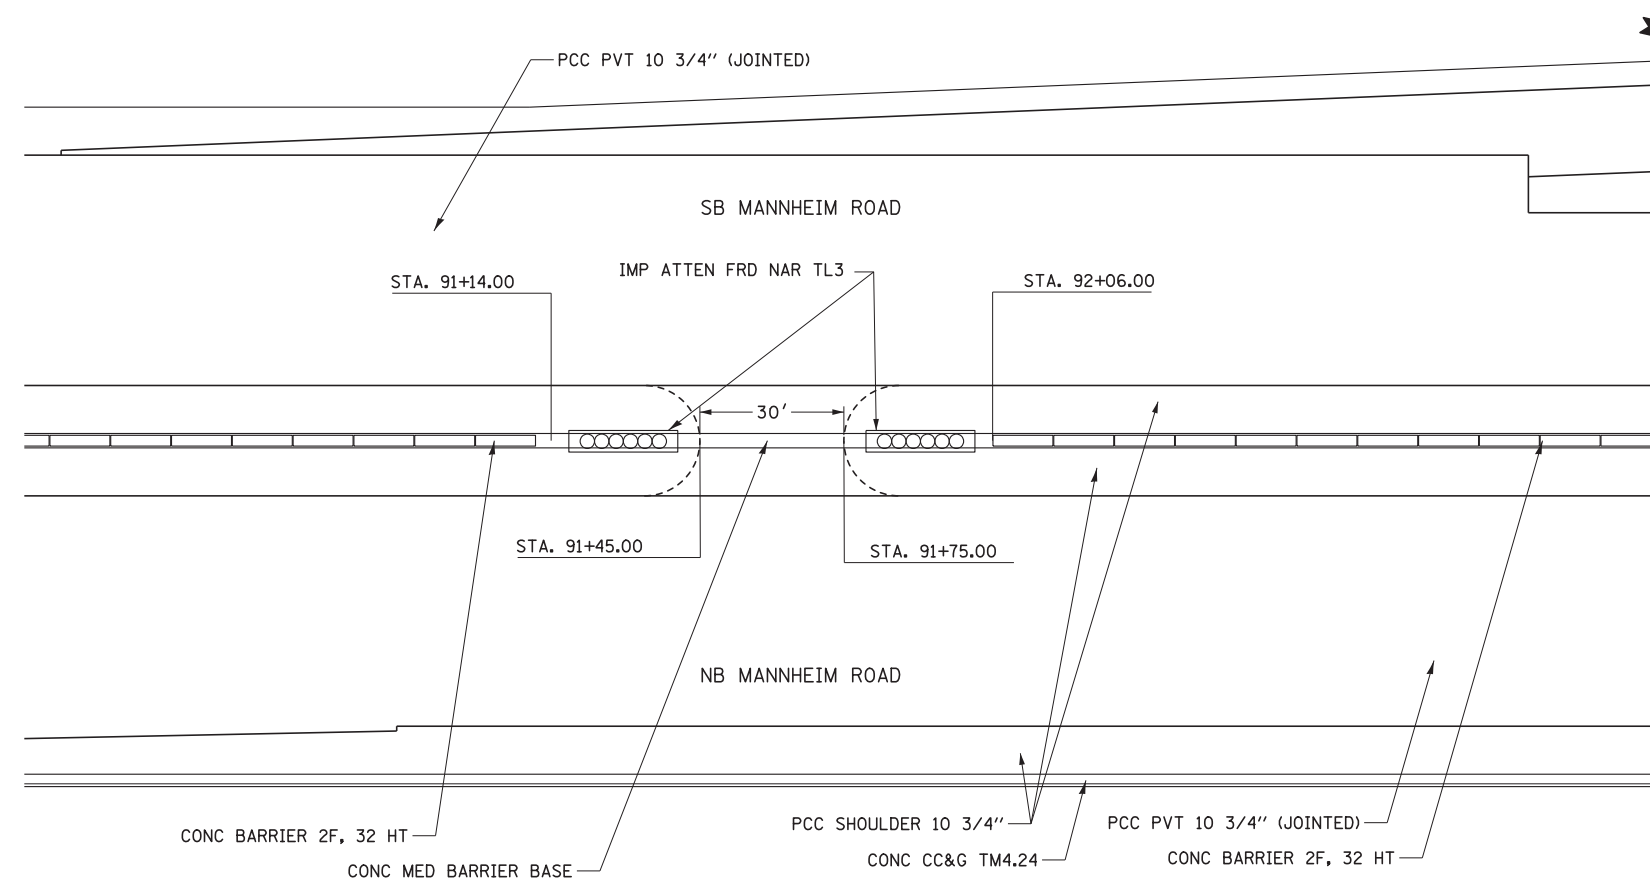 PCC PVT 10 3/4" (JOINTED)
SB MANNHEIM ROAD
IMP ATTEN FRD NAR TL3
STA. 91+14.00
STA. 92+06.00
30'
STA. 91+45.00
STA. 91+75.00
NB MANNHEIM ROAD
CONC BARRIER 2F, 32 HT
PCC SHOULDER 10 3/4"
PCC PVT 10 3/4" (JOINTED)
CONC MED BARRIER BASE
CONC CC&G TM4.24
CONC BARRIER 2F, 32 HT